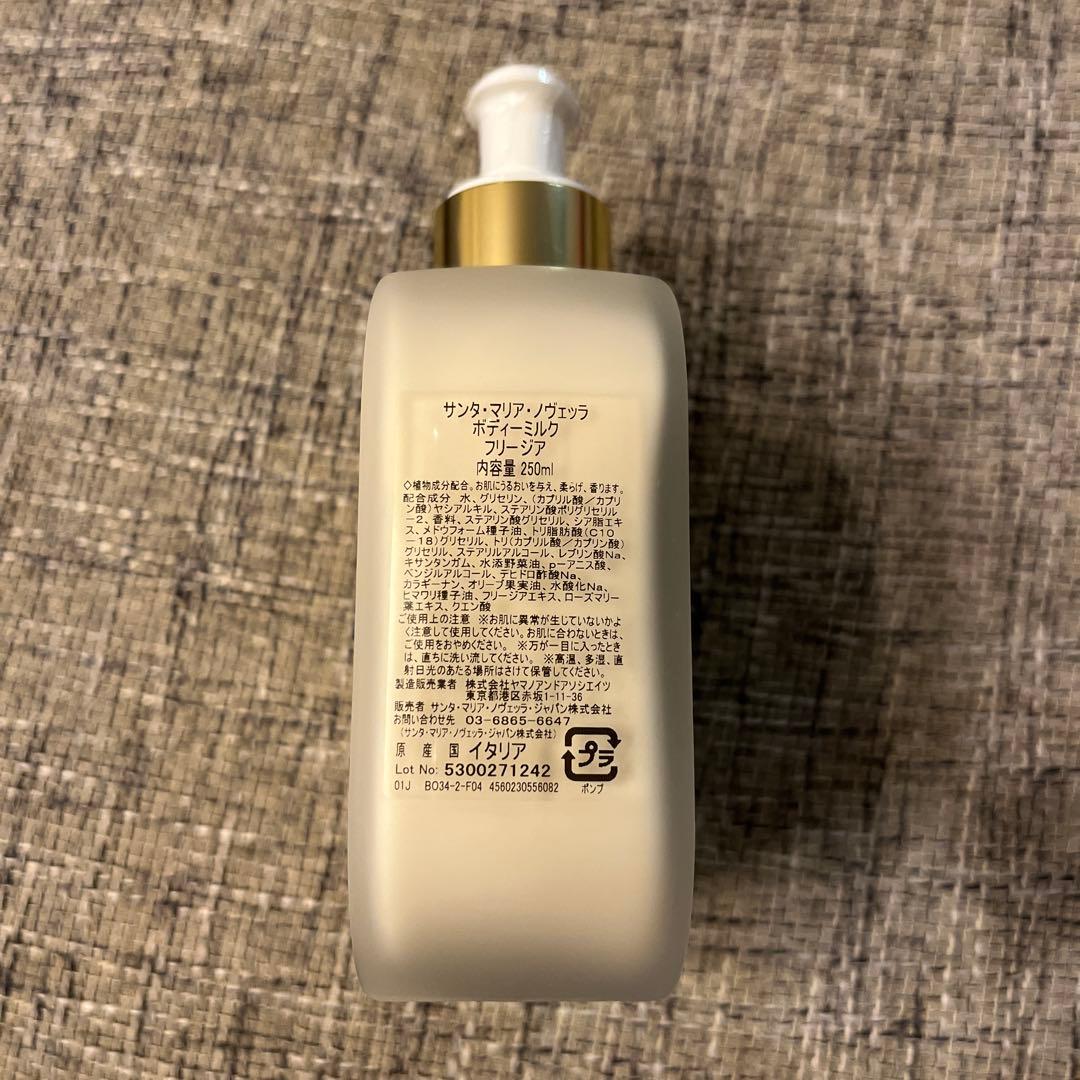 サンタ・マリア・ノヴェッラ
ボディーミルク
フリージア
内容量 250ml
◇植物成分配合。お肌にうるおいを与え、柔らげ、香ります。
配合成分 水、グリセリン、(カプリル酸/カプリ
ン酸)ヤシアルキル、ステアリン酸ポリグリセリル
-2、香料、ステアリン酸グリセリル、シア脂エキ
ス、メドウフォーム種子油、トリ脂肪酸(C10
-18)グリセリル、トリ(カプリル酸/カプリン酸)
グリセリル、ステアリルアルコール、レブリン酸Na、
キサンタンガム、水添野菜油、p-アニス酸、
ベンジルアルコール、デヒドロ酢酸Na、
カラギーナン、オリーブ果実油、水酸化Na、
ヒマワリ種子油、フリージアエキス、ローズマリー
葉エキス、クエン酸
ご使用上の注意 ※お肌に異常が生じていないかよ
く注意して使用してください。お肌に合わないときは、
ご使用をおやめください。 ※万が一目に入ったとき
は、直ちに洗い流してください。 ※高温、多湿、直
射日光のあたる場所はさけて保管してください。
製造販売業者 株式会社ヤマノアンドアソシエイツ
東京都港区赤坂1-11-36
販売者 サンタ・マリア・ノヴェッラ・ジャパン株式会社
お問い合わせ先 03-6865-6647
(サンタ・マリア・ノヴェッラ・ジャパン株式会社)
原 産 国 イタリア
Lot No: 5300271242
プラ
01J BO34-2-F04 4560230556082 ポンプ